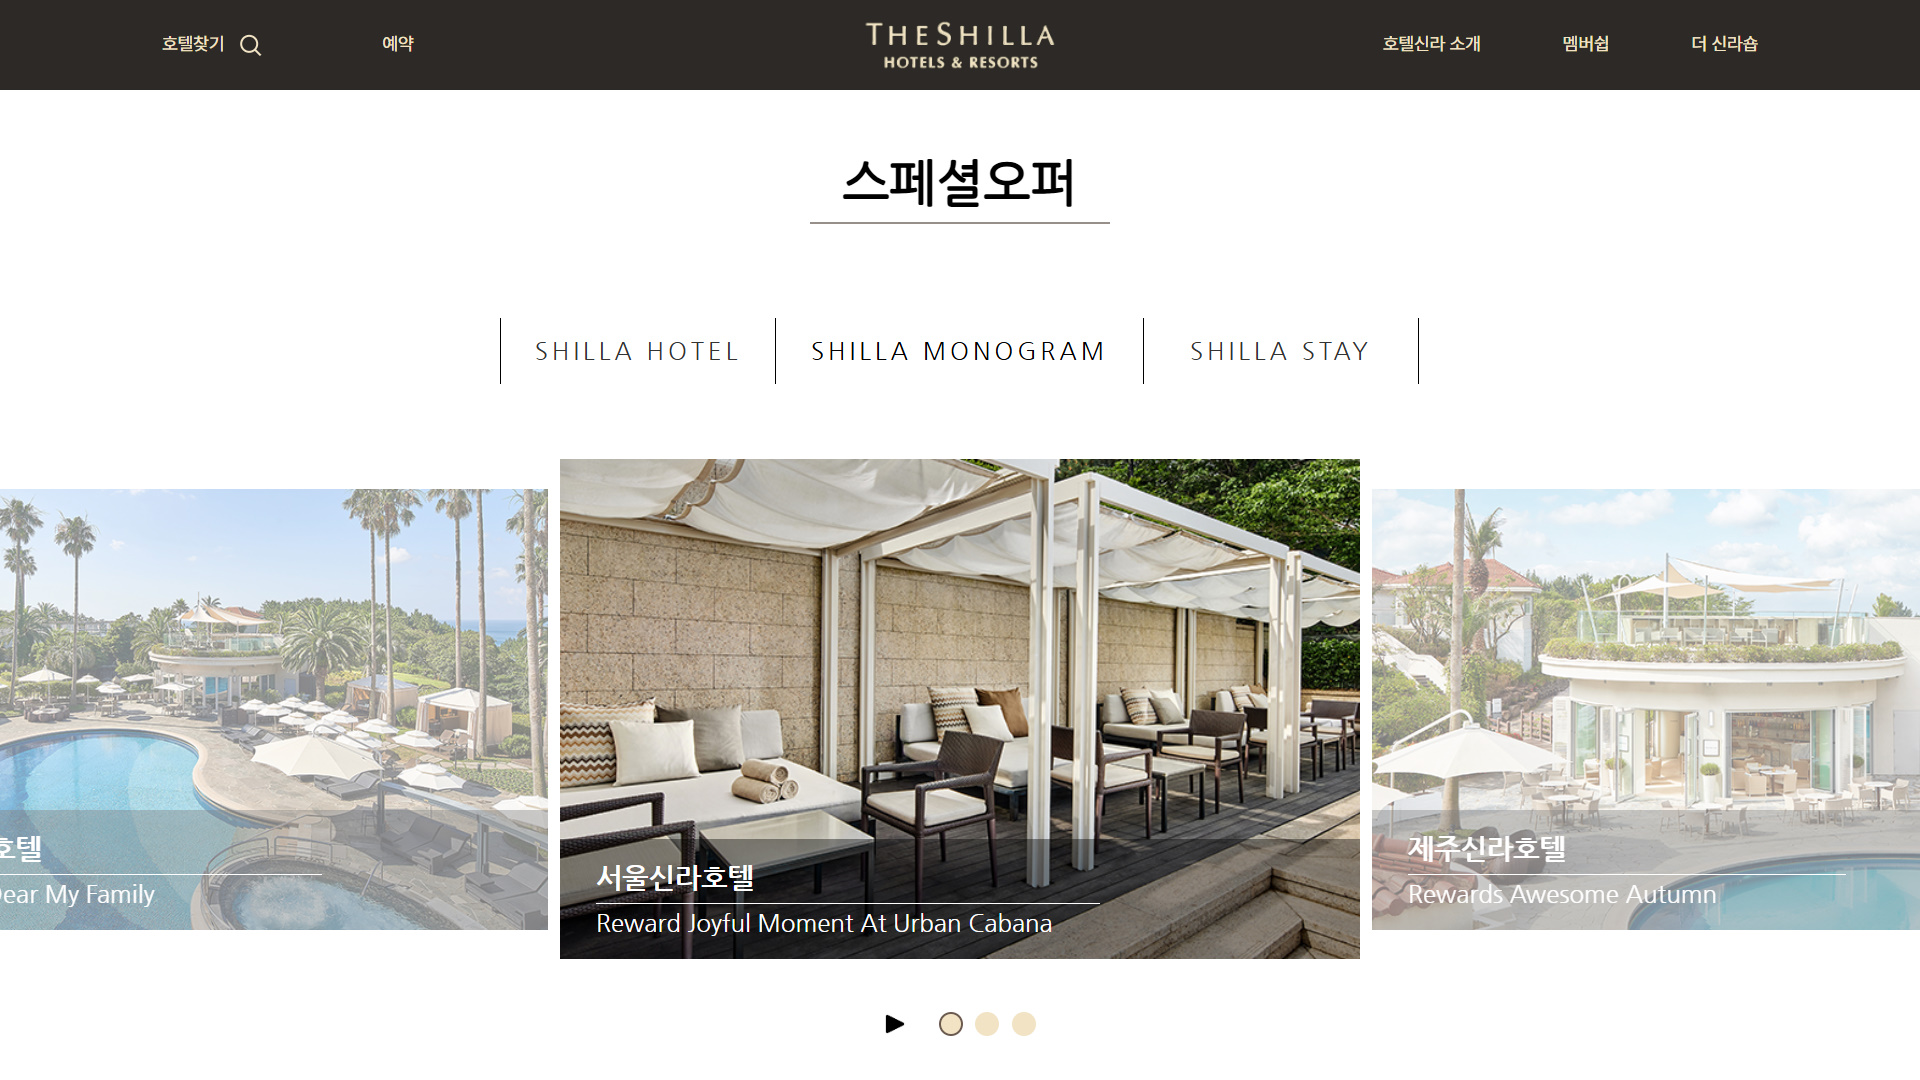 호텔찾기
예약
THE SHILLA
HOTELS & RESORTS
호텔신라 소개
멤버쉽
더 신라숍
스페셜오퍼
SHILLA HOTEL
SHILLA MONOGRAM
SHILLA STAY
호텔
ear My Family
서울신라호텔
Reward Joyful Moment At Urban Cabana
제주신라호텔
Rewards Awesome Autumn